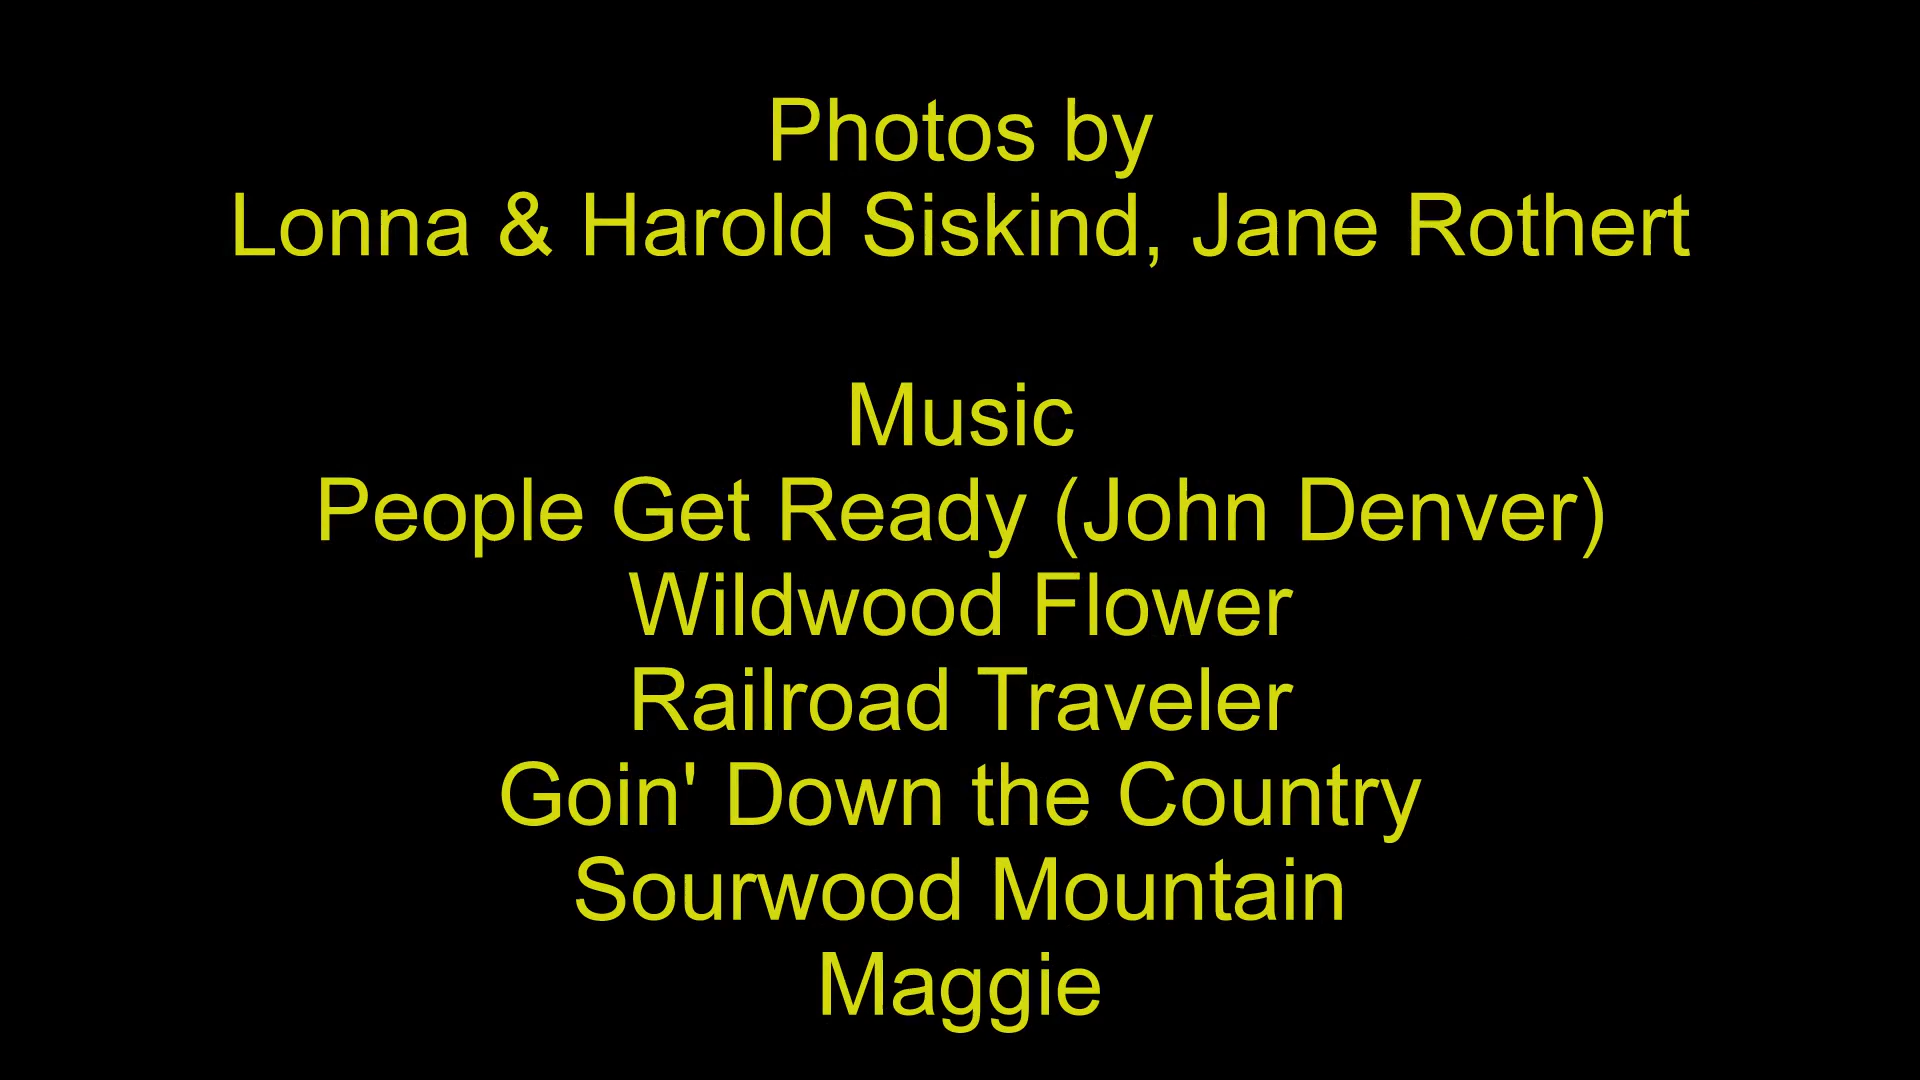 Photos by
Lonna & Harold Siskind, Jane Rothert
Music
People Get Ready (John Denver)
Wildwood Flower
Railroad Traveler
Goin' Down the Country
Sourwood Mountain
Maggie